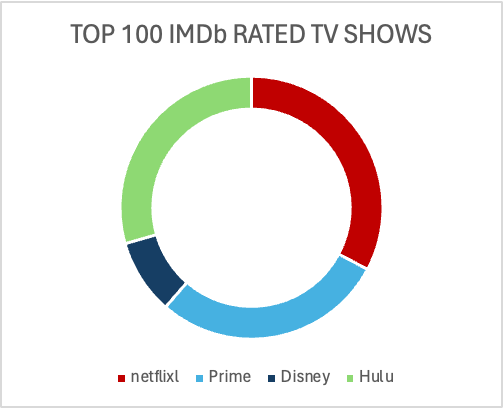 TOP 100 IMDb RATED TV SHOWS
netflixl Prime Disney Hulu